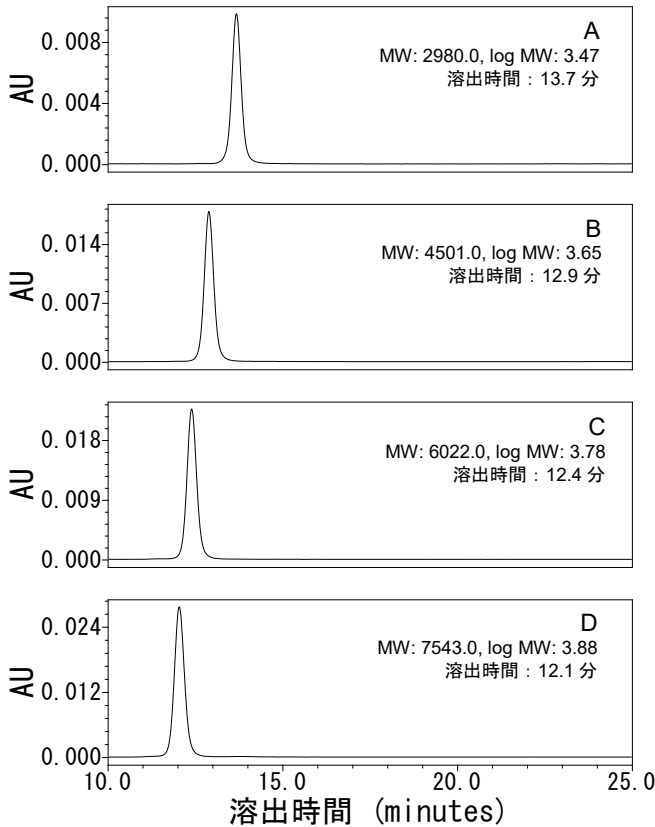 A
MW: 2980.0, log MW: 3.47
溶出時間：13.7 分
0.008
0.004
0.000
AU
B
MW: 4501.0, log MW: 3.65
溶出時間：12.9 分
0.014
0.007
0.000
AU
C
MW: 6022.0, log MW: 3.78
溶出時間：12.4 分
0.018
0.009
0.000
AU
D
MW: 7543.0, log MW: 3.88
溶出時間：12.1 分
0.024
0.012
0.000
AU
10.0 15.0 20.0 25.0
溶出時間 (minutes)